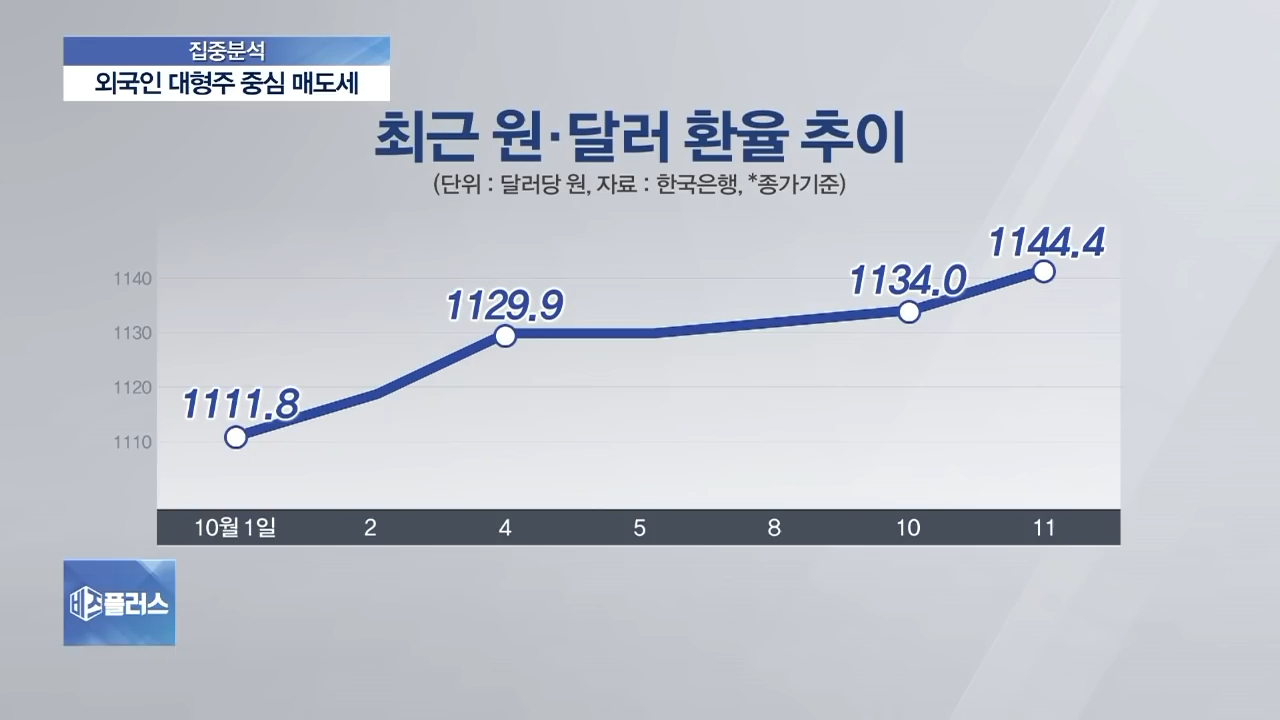 집중분석
외국인 대형주 중심 매도세
최근 원·달러 환율 추이
(단위 : 달러당 원, 자료 : 한국은행, *종가기준)
1144.4
1134.0
1129.9
1111.8
1140
1130
1120
1110
10월 1일 2 4 5 8 10 11
비즈플러스